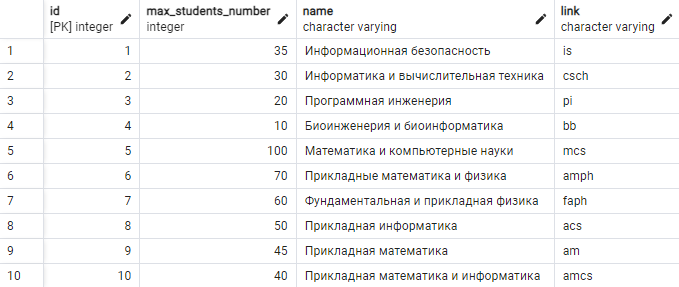 id max_students_number name link
[PK] integer integer character varying character varying
1 1 35 Информационная безопасность is
2 2 30 Информатика и вычислительная техника csch
3 3 20 Программная инженерия pi
4 4 10 Биоинженерия и биоинформатика bb
5 5 100 Математика и компьютерные науки mcs
6 6 70 Прикладные математика и физика amph
7 7 60 Фундаментальная и прикладная физика faph
8 8 50 Прикладная информатика acs
9 9 45 Прикладная математика am
10 10 40 Прикладная математика и информатика amcs